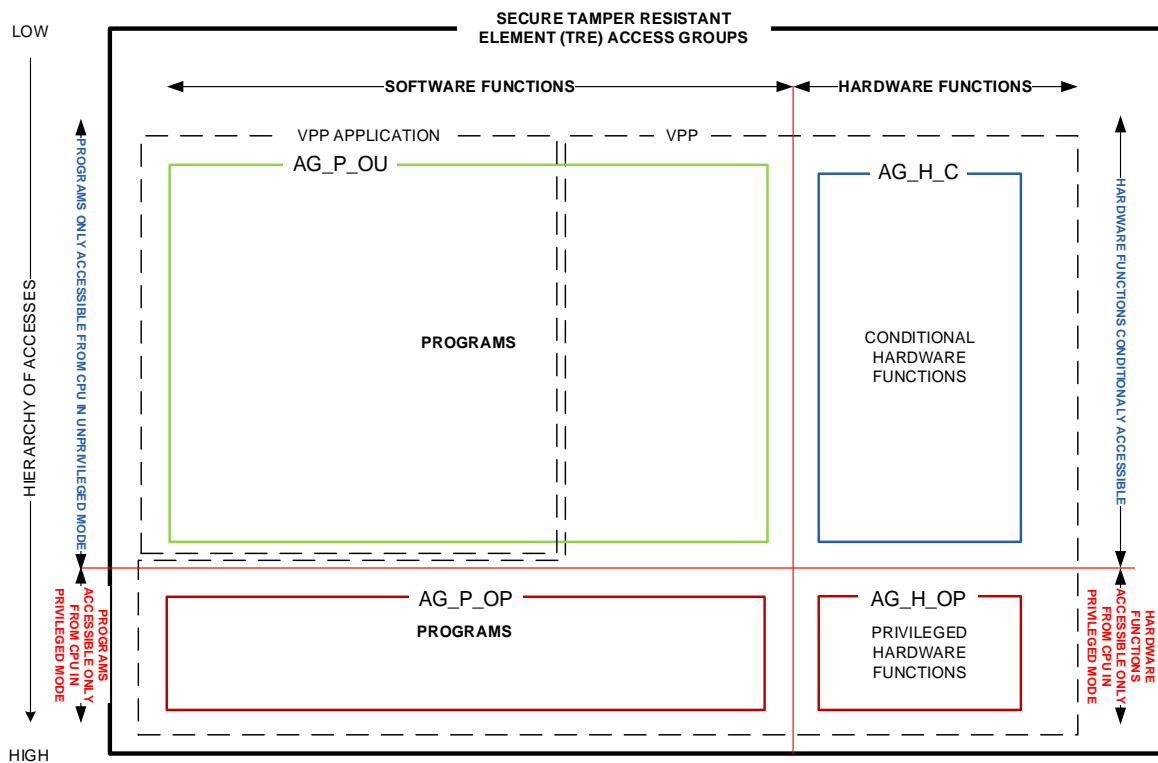 SECURE TAMPER RESISTANT
ELEMENT (TRE) ACCESS GROUPS
LOW
SOFTWARE FUNCTIONS
HARDWARE FUNCTIONS
VPP APPLICATION
VPP
AG_P_OU
AG_H_C
PROGRAMS ONLY ACCESSIBLE FROM CPU IN UNPRIVILEGED MODE
HIERARCHY OF ACCESSES
PROGRAMS
CONDITIONAL
HARDWARE
FUNCTIONS
HARDWARE FUNCTIONS CONDITIONALY ACCESSIBLE
PROGRAMS
ACCESSIBLE ONLY
FROM CPU IN
PRIVILEGED MODE
AG_P_OP
PROGRAMS
AG_H_OP
PRIVILEGED
HARDWARE
FUNCTIONS
HARDWARE
FUNCTIONS
ACCESSIBLE ONLY
FROM CPU IN
PRIVILEGED MODE
HIGH